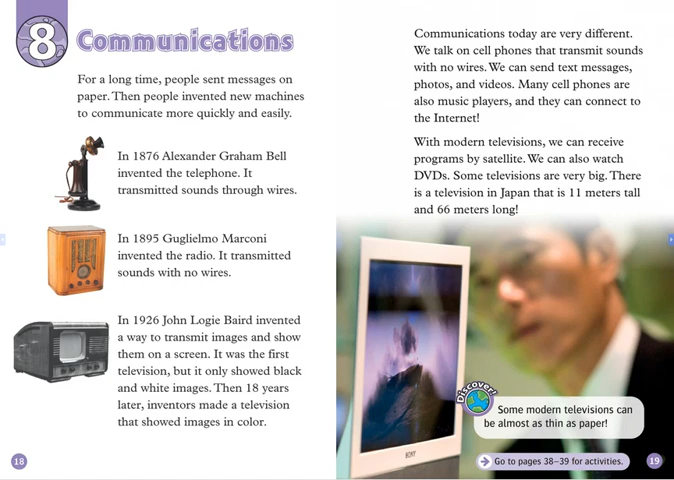 8 Communications
For a long time, people sent messages on
paper. Then people invented new machines
to communicate more quickly and easily.
In 1876 Alexander Graham Bell
invented the telephone. It
transmitted sounds through wires.
In 1895 Guglielmo Marconi
invented the radio. It transmitted
sounds with no wires.
In 1926 John Logie Baird invented
a way to transmit images and show
them on a screen. It was the first
television, but it only showed black
and white images. Then 18 years
later, inventors made a television
that showed images in color.
18
Communications today are very different.
We talk on cell phones that transmit sounds
with no wires. We can send text messages,
photos, and videos. Many cell phones are
also music players, and they can connect to
the Internet!
With modern televisions, we can receive
programs by satellite. We can also watch
DVDs. Some televisions are very big. There
is a television in Japan that is 11 meters tall
and 66 meters long!
SONY
Discover!
Some modern televisions can
be almost as thin as paper!
Go to pages 38–39 for activities.
19